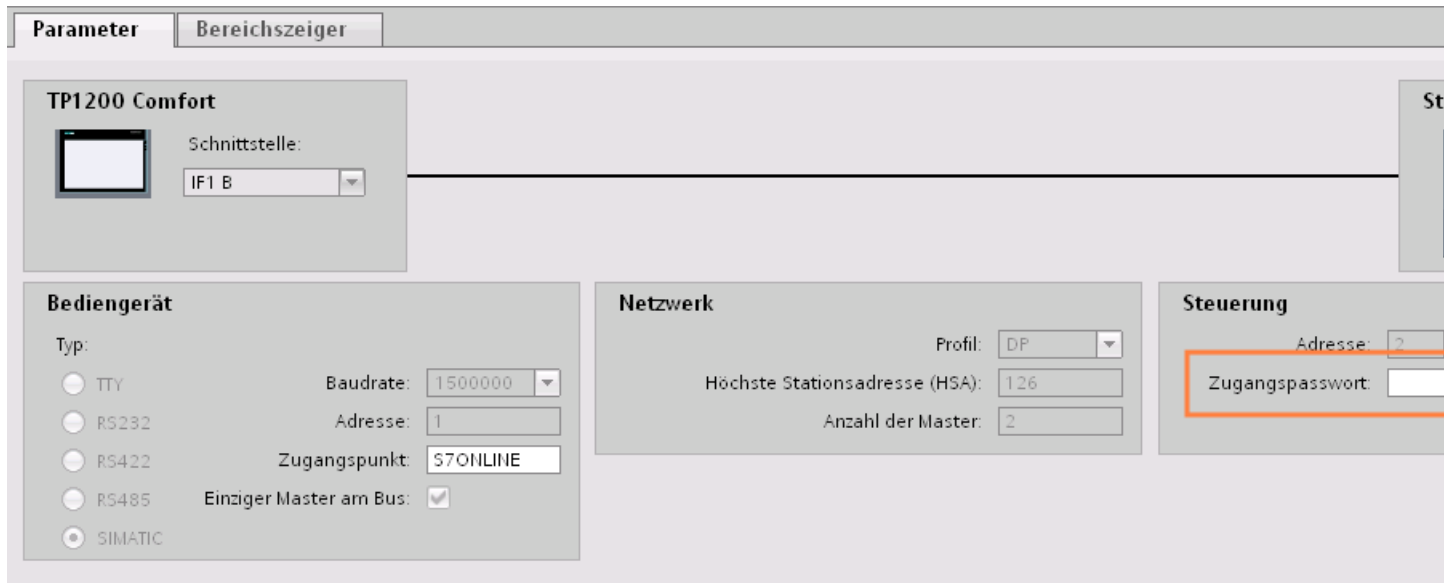 Parameter
Bereichszeiger
TP1200 Comfort
Schnittstelle:
IF1 B
St
Bediengerät
Typ:
TTY
RS232
RS422
RS485
SIMATIC
Baudrate: 1500000
Adresse: 1
Zugangspunkt: S7ONLINE
Einziger Master am Bus:
Netzwerk
Profil: DP
Höchste Stationsadresse (HSA): 126
Anzahl der Master: 2
Steuerung
Adresse: 2
Zugangspasswort: